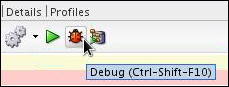 Details | Profiles
Debug (Ctrl-Shift-F10)